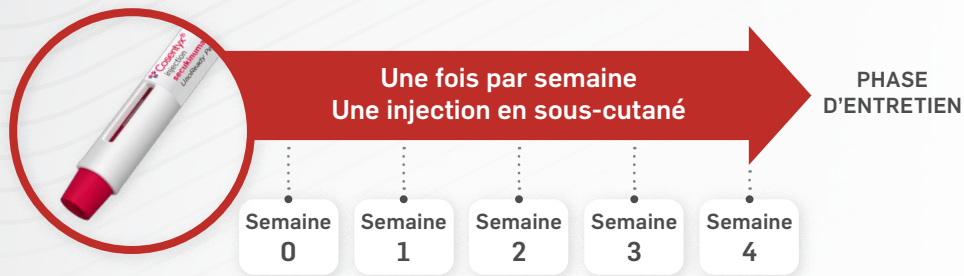 Cosentyx®
injection
secukinumab
UnoReady
Une fois par semaine
Une injection en sous-cutané
PHASE
D'ENTRETIEN
Semaine
0
Semaine
1
Semaine
2
Semaine
3
Semaine
4